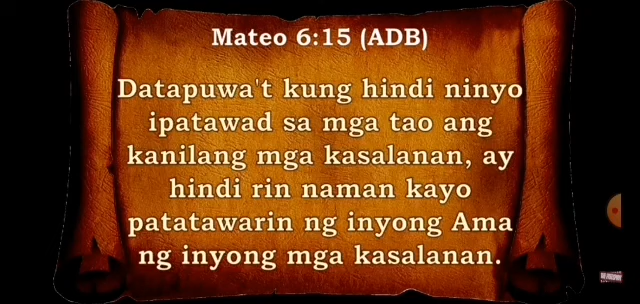 Mateo 6:15 (ADB)
Datapuwa't kung hindi ninyo
ipatawad sa mga tao ang
kanilang mga kasalanan, ay
hindi rin naman kayo
patatawarin ng inyong Ama
ng inyong mga kasalanan.